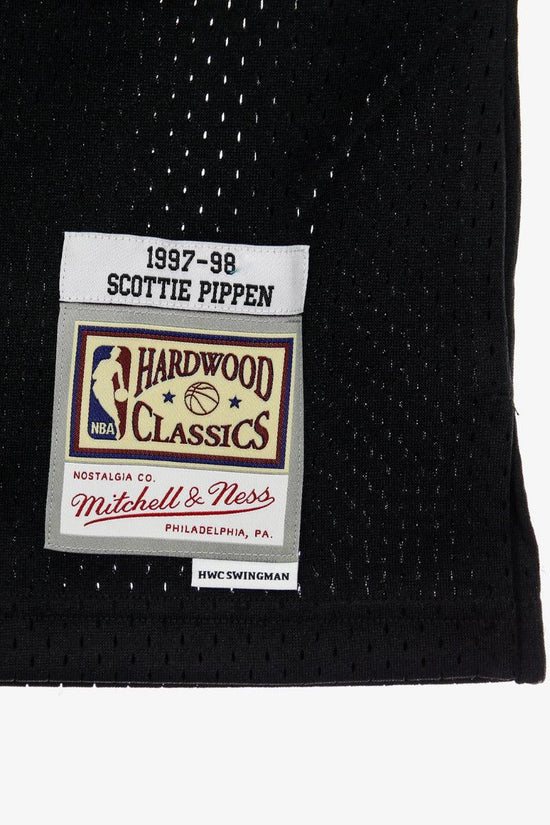 1997-98
SCOTTIE PIPPEN
HARDWOOD
NBA
CLASSICS
NOSTALGIA CO.
Mitchell & Ness
PHILADELPHIA, PA.
HWC SWINGMAN